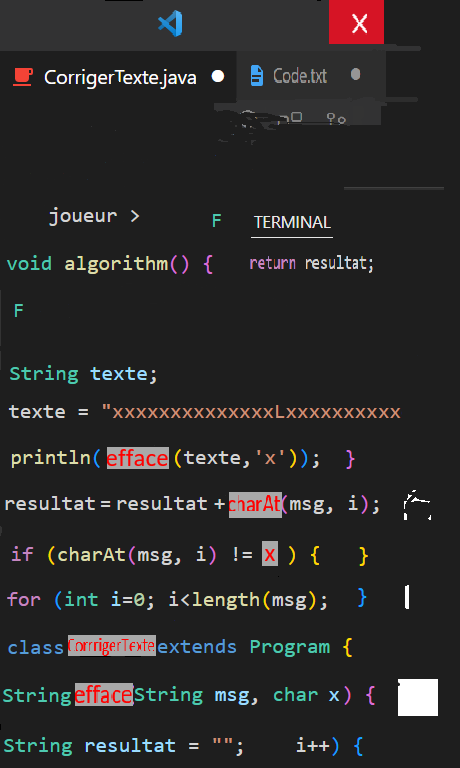 X
CorrigerTexte.java Code.txt
joueur > F TERMINAL
void algorithm() { return resultat;
F
String texte;
texte = "xxxxxxxxxxxxxxLxxxxxxxxxx
println( efface (texte,'x')); }
resultat = resultat + charAt(msg, i);
if (charAt(msg, i) != x ) { }
for (int i=0; i<length(msg); }
class CorrrigerTexte extends Program {
String efface String msg, char x) { 
String resultat = ""; i++) {